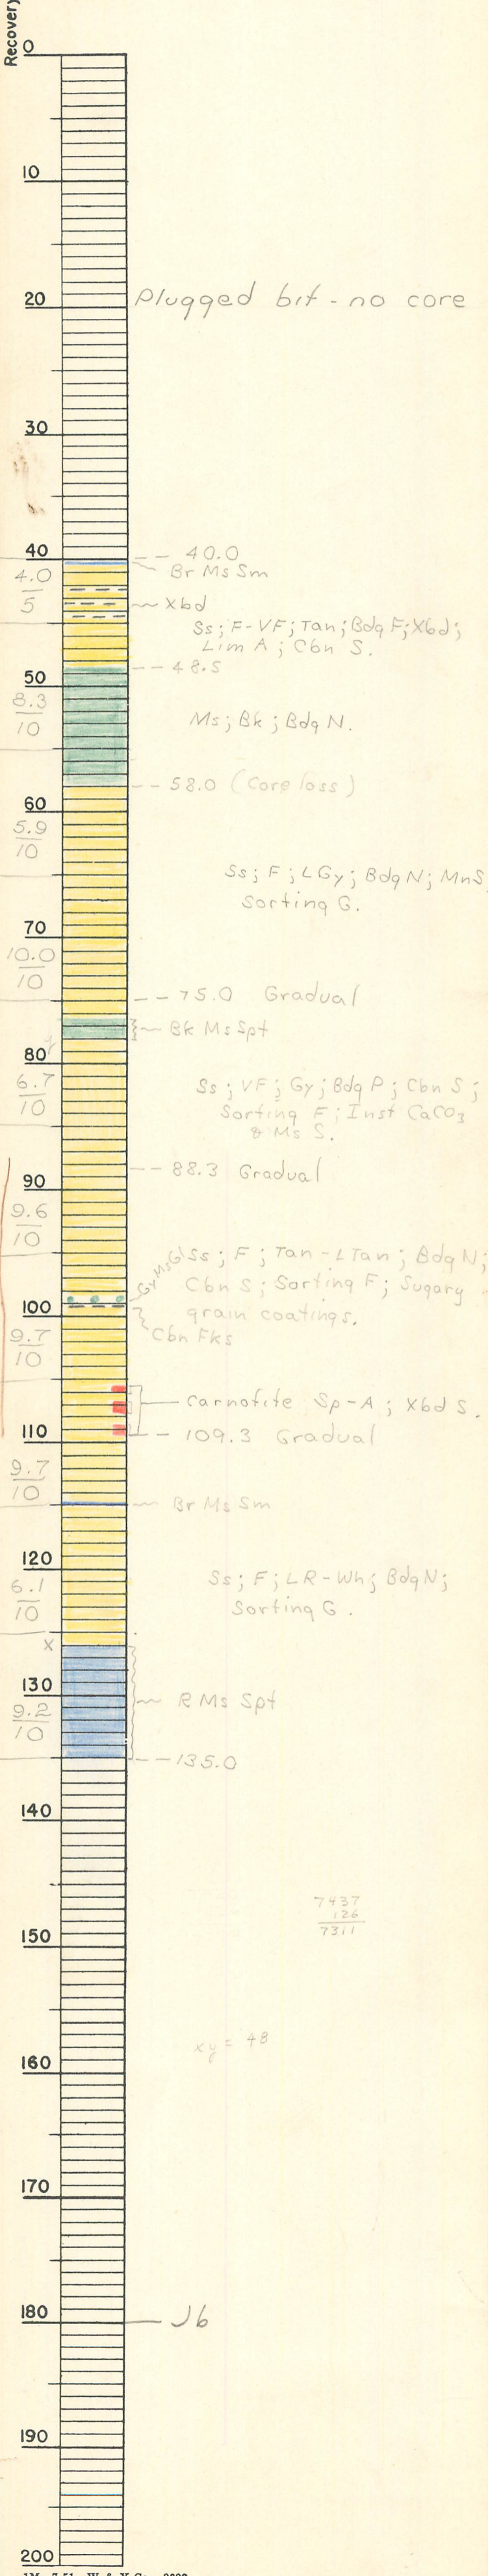 Recovery
0
10
20 Plugged bit - no core
30
40 -- 40.0
4.0 Br Ms Sm
5 Xbd
Ss; F-VF; Tan; Bdg F; Xbd;
Lim A; Cbn S.
-- 48.5
50
8.3 Ms; Bk; Bdg N.
10
-- 58.0 (Core loss)
60
5.9
10
Ss; F; LGy; Bdg N; MnS
Sorting G.
70
10.0
10
-- 75.0 Gradual
Bk Ms Spt
80 y
6.7 Ss; VF; Gy; Bdg P; Cbn S;
10 Sorting F; Inst CaCO3
& Ms S.
-- 88.3 Gradual
90
9.6
10
Gy Ms Gl Ss; F; Tan-LTan; Bdg N;
Cbn S; Sorting F; Sugary
100 grain coatings.
9.7 Cbn Fks
10
Carnotite Sp-A; Xbd S.
110 -- 109.3 Gradual
9.7
10 -- Br Ms Sm
120
6.1 Ss; F; LR-Wh; Bdg N;
10 Sorting G.
x
130 R Ms Spt
9.2
10
-- 135.0
140
7437
126
7311
150
xy = 48
160
170
180 Jb
190
200